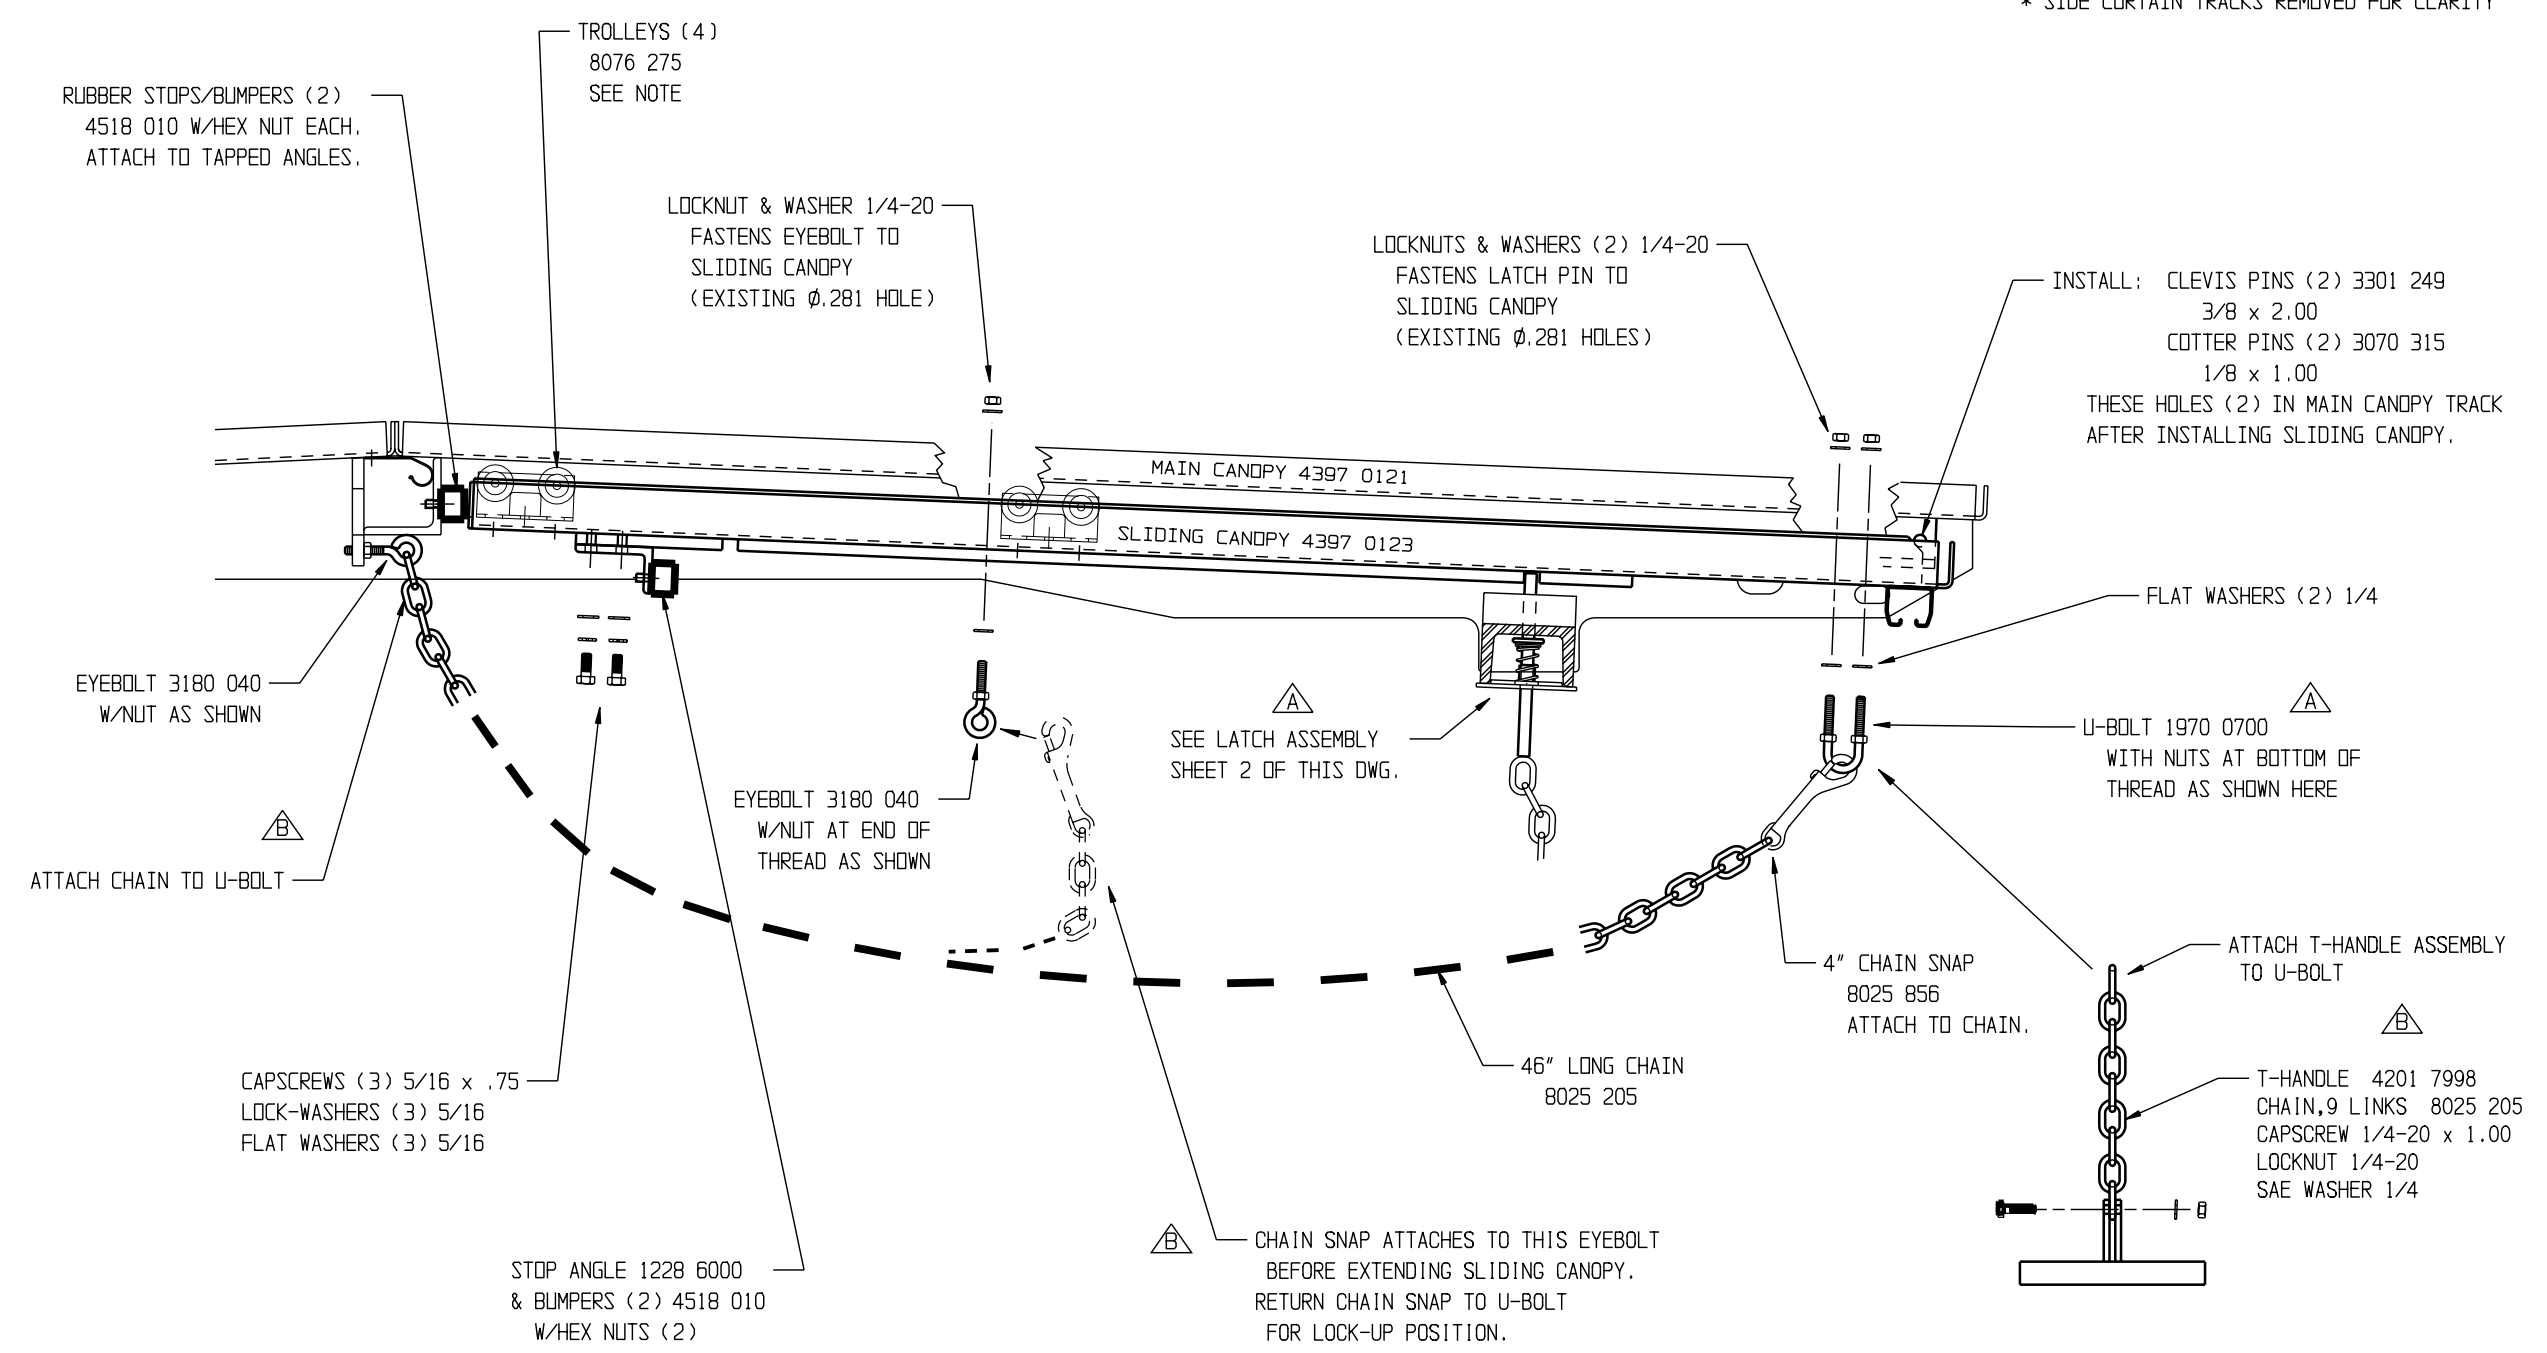 * SIDE CURTAIN TRACKS REMOVED FOR CLARITY
TROLLEYS (4)
8076 275
SEE NOTE
RUBBER STOPS/BUMPERS (2)
4518 010 W/HEX NUT EACH.
ATTACH TO TAPPED ANGLES.
LOCKNUT & WASHER 1/4-20
FASTENS EYEBOLT TO
SLIDING CANOPY
(EXISTING Ø.281 HOLE)
LOCKNUTS & WASHERS (2) 1/4-20
FASTENS LATCH PIN TO
SLIDING CANOPY
(EXISTING Ø.281 HOLES)
INSTALL: CLEVIS PINS (2) 3301 249
3/8 x 2.00
COTTER PINS (2) 3070 315
1/8 x 1.00
THESE HOLES (2) IN MAIN CANOPY TRACK
AFTER INSTALLING SLIDING CANOPY.
MAIN CANOPY 4397 0121
SLIDING CANOPY 4397 0123
FLAT WASHERS (2) 1/4
EYEBOLT 3180 040
W/NUT AS SHOWN
A
SEE LATCH ASSEMBLY
SHEET 2 OF THIS DWG.
A
U-BOLT 1970 0700
WITH NUTS AT BOTTOM OF
THREAD AS SHOWN HERE
EYEBOLT 3180 040
W/NUT AT END OF
THREAD AS SHOWN
B
ATTACH CHAIN TO U-BOLT
4" CHAIN SNAP
8025 856
ATTACH TO CHAIN.
ATTACH T-HANDLE ASSEMBLY
TO U-BOLT
B
46" LONG CHAIN
8025 205
T-HANDLE 4201 7998
CHAIN,9 LINKS 8025 205
CAPSCREW 1/4-20 x 1.00
LOCKNUT 1/4-20
SAE WASHER 1/4
CAPSCREWS (3) 5/16 x .75
LOCK-WASHERS (3) 5/16
FLAT WASHERS (3) 5/16
STOP ANGLE 1228 6000
& BUMPERS (2) 4518 010
W/HEX NUTS (2)
B
CHAIN SNAP ATTACHES TO THIS EYEBOLT
BEFORE EXTENDING SLIDING CANOPY.
RETURN CHAIN SNAP TO U-BOLT
FOR LOCK-UP POSITION.